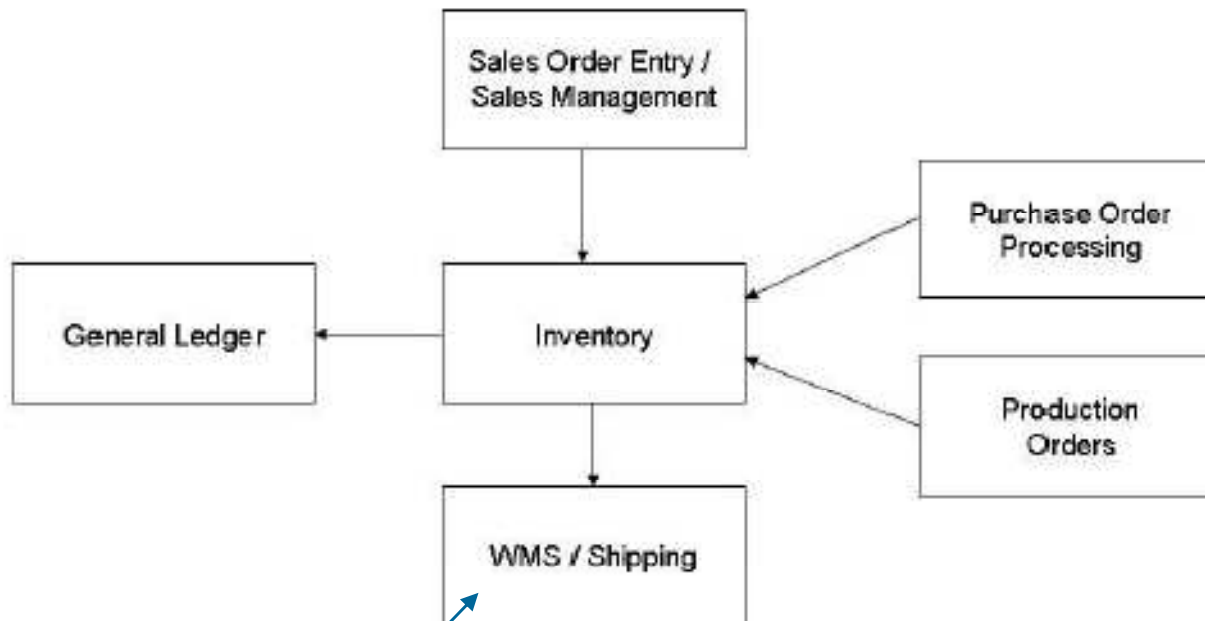 Sales Order Entry /
Sales Management
Purchase Order
Processing
General Ledger
Inventory
Production
Orders
WMS / Shipping